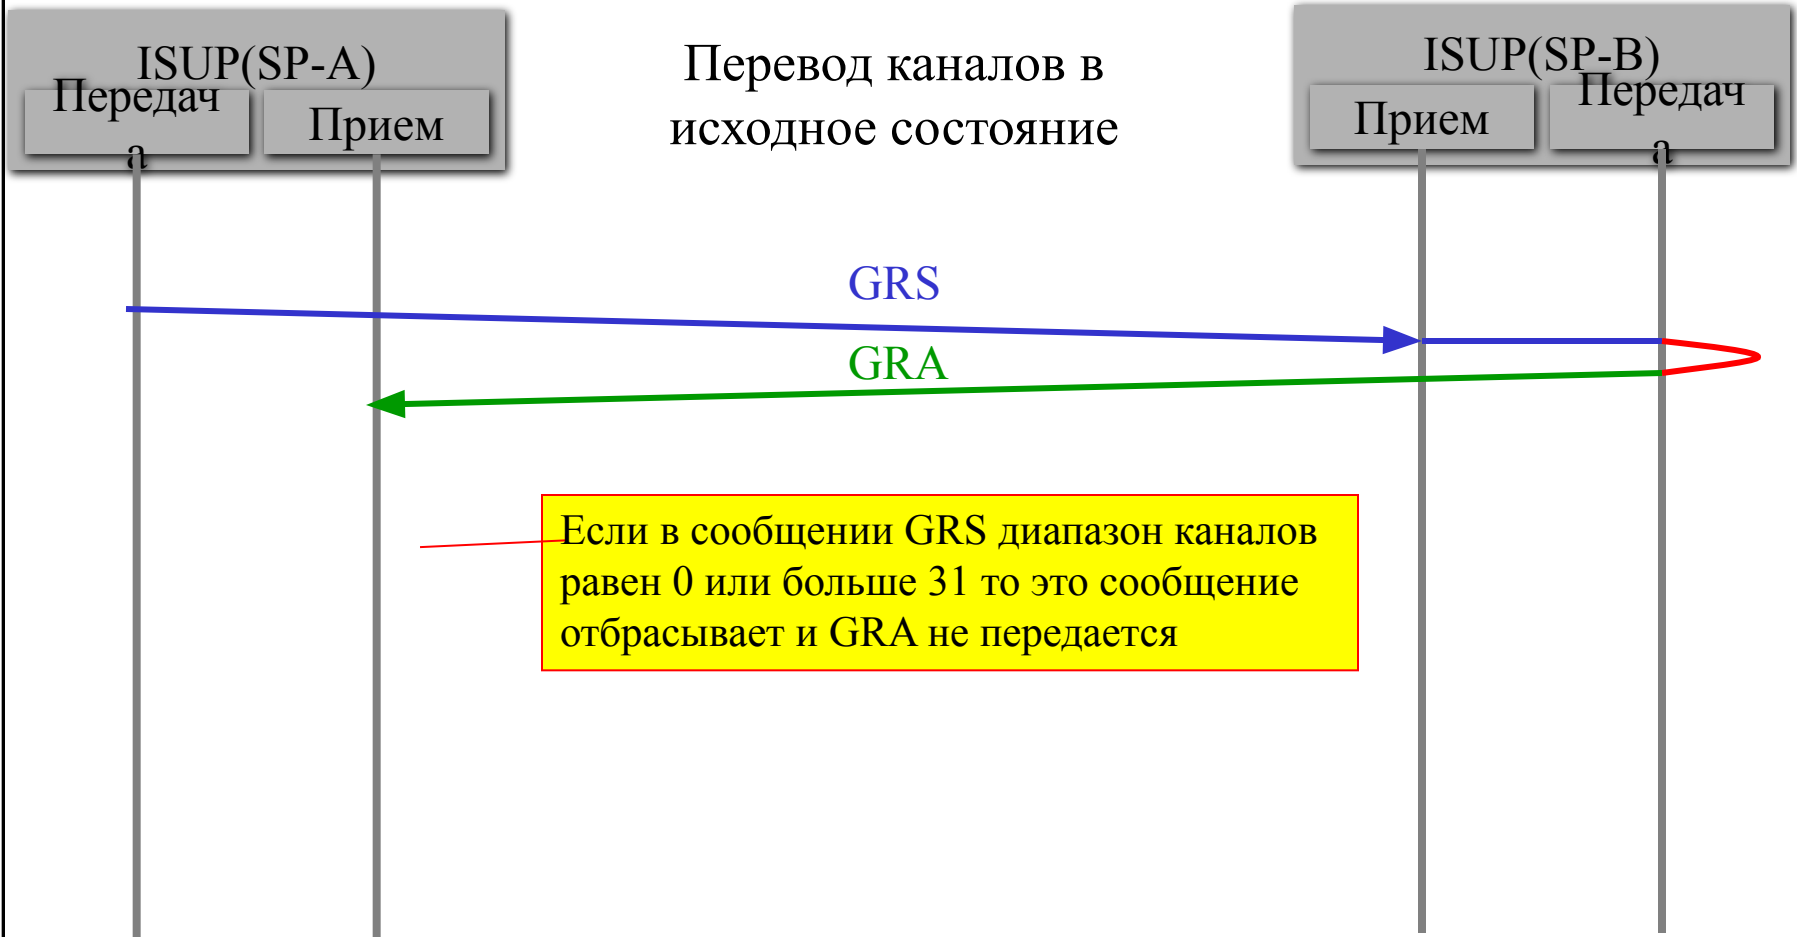 ISUP(SP-A)
Передач
а
Прием
Перевод каналов в
исходное состояние
ISUP(SP-B)
Прием
Передач
а
GRS
GRA
Если в сообщении GRS диапазон каналов
равен 0 или больше 31 то это сообщение
отбрасывает и GRA не передается